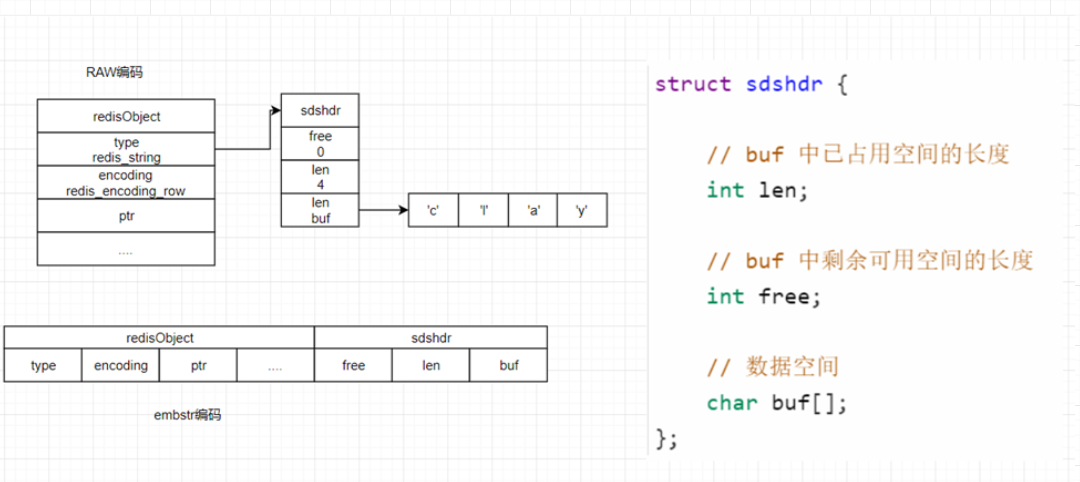 RAW编码
redisObject
type
redis_string
encoding
redis_encoding_row
ptr
....
sdshdr
free
0
len
4
len
buf
'c' 'l' 'a' 'y'
redisObject sdshdr
type encoding ptr .... free len buf
embstr编码
struct sdshdr {
// buf 中已占用空间的长度
int len;
// buf 中剩余可用空间的长度
int free;
// 数据空间
char buf[];
};